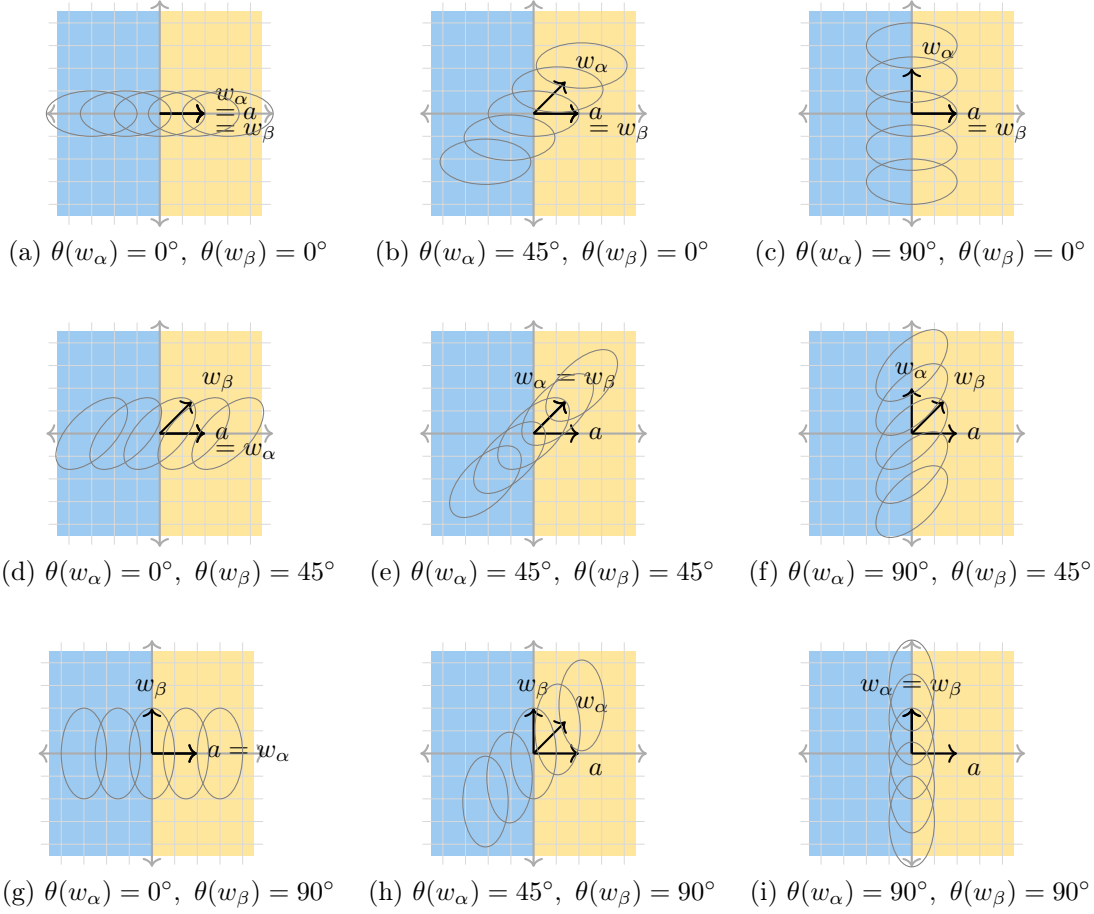 w_α
= a
= w_β
(a) θ(w_α) = 0°, θ(w_β) = 0°
w_α
a
= w_β
(b) θ(w_α) = 45°, θ(w_β) = 0°
w_α
a
= w_β
(c) θ(w_α) = 90°, θ(w_β) = 0°
w_β
a
= w_α
(d) θ(w_α) = 0°, θ(w_β) = 45°
w_α = w_β
a
(e) θ(w_α) = 45°, θ(w_β) = 45°
w_α
w_β
a
(f) θ(w_α) = 90°, θ(w_β) = 45°
w_β
a = w_α
(g) θ(w_α) = 0°, θ(w_β) = 90°
w_β
w_α
a
(h) θ(w_α) = 45°, θ(w_β) = 90°
w_α = w_β
a
(i) θ(w_α) = 90°, θ(w_β) = 90°